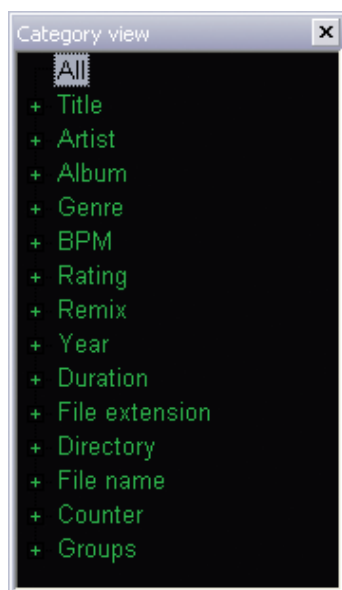 Category view
All
+ Title
+ Artist
+ Album
+ Genre
+ BPM
+ Rating
+ Remix
+ Year
+ Duration
+ File extension
+ Directory
+ File name
+ Counter
+ Groups